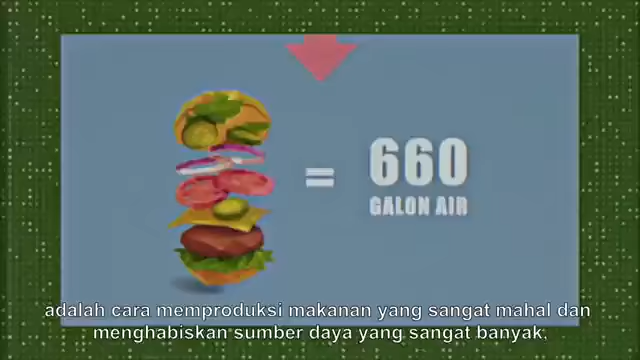 = 660
GALON AIR
adalah cara memproduksi makanan yang sangat mahal dan
menghabiskan sumber daya yang sangat banyak,